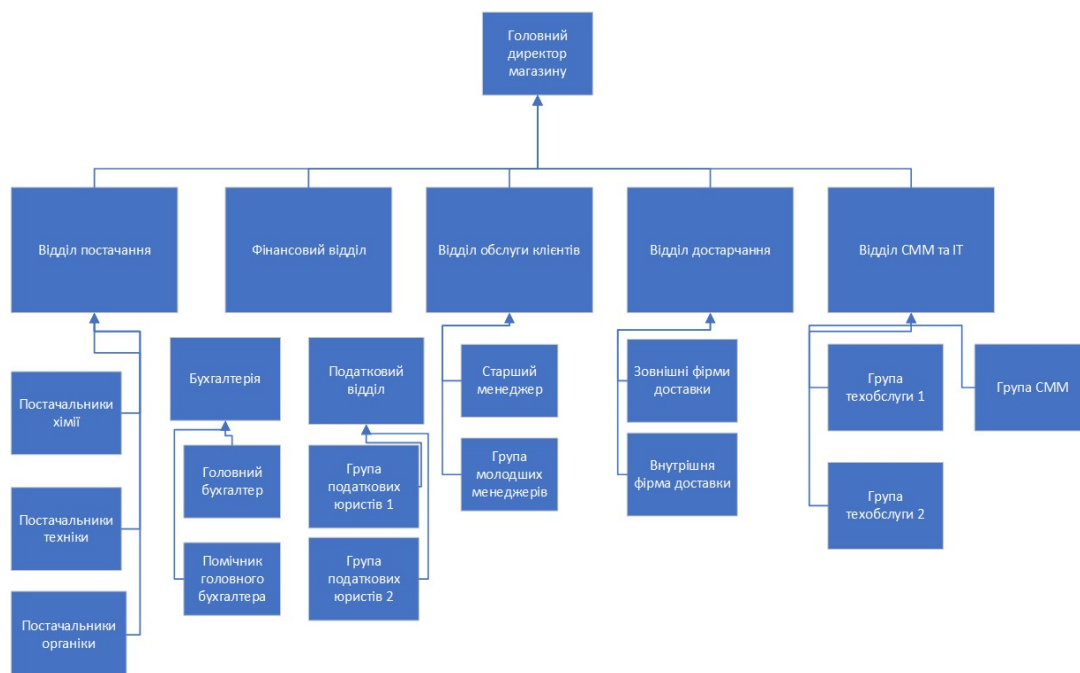 Головний
директор
магазину
Відділ постачання
Фінансовий відділ
Відділ обслуги клієнтів
Відділ достарчання
Відділ СММ та ІТ
Постачальники
хімії
Постачальники
техніки
Постачальники
органіки
Бухгалтерія
Головний
бухгалтер
Помічник
головного
бухгалтера
Податковий
відділ
Група
податкових
юристів 1
Група
податкових
юристів 2
Старший
менеджер
Група
молодших
менеджерів
Зовнішні фірми
доставки
Внутрішня
фірма доставки
Група
техобслуги 1
Група
техобслуги 2
Група СММ